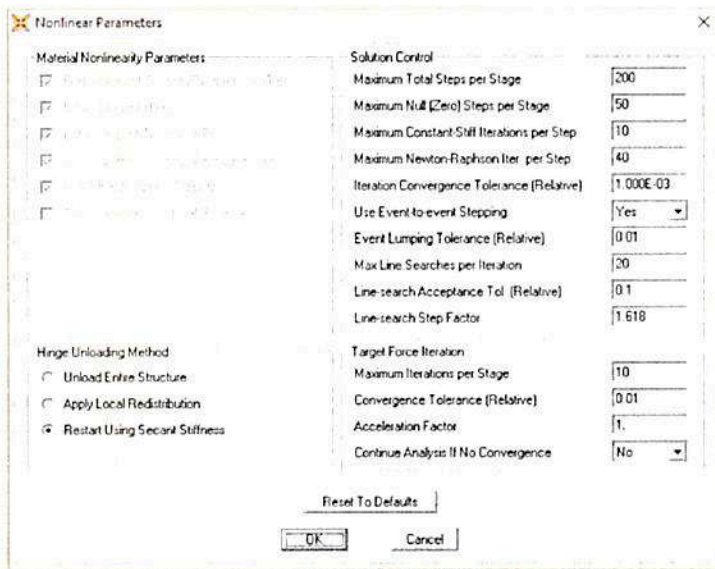 Nonlinear Parameters
Material Nonlinearity Parameters
Solution Control
Maximum Total Steps per Stage 200
Maximum Null (Zero) Steps per Stage 50
Maximum Constant-Stiff Iterations per Step 10
Maximum Newton-Raphson Iter. per Step 40
Iteration Convergence Tolerance (Relative) 1.000E-03
Use Event-to-event Stepping Yes
Event Lumping Tolerance (Relative) 0.01
Max Line Searches per Iteration 20
Line-search Acceptance Tol. (Relative) 0.1
Line-search Step Factor 1.618
Hinge Unloading Method
Unload Entire Structure
Apply Local Redistribution
Restart Using Secant Stiffness
Target Force Iteration
Maximum Iterations per Stage 10
Convergence Tolerance (Relative) 0.01
Acceleration Factor 1.
Continue Analysis If No Convergence No
Reset To Defaults
OK Cancel